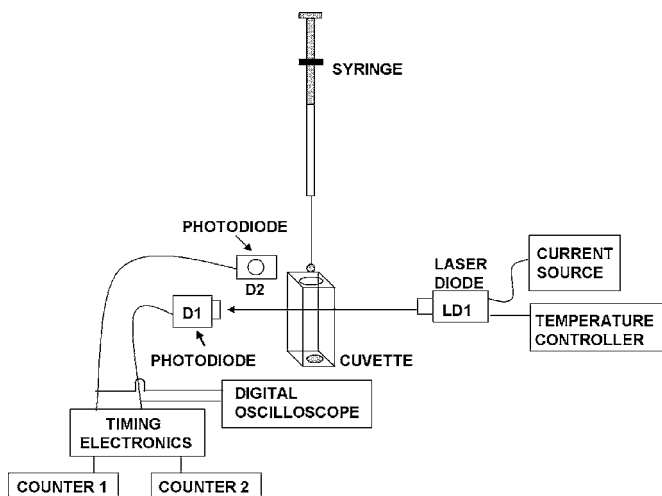 SYRINGE
PHOTODIODE
D2
LASER
DIODE
CURRENT
SOURCE
D1
LD1
TEMPERATURE
CONTROLLER
PHOTODIODE
CUVETTE
DIGITAL
OSCILLOSCOPE
TIMING
ELECTRONICS
COUNTER 1
COUNTER 2